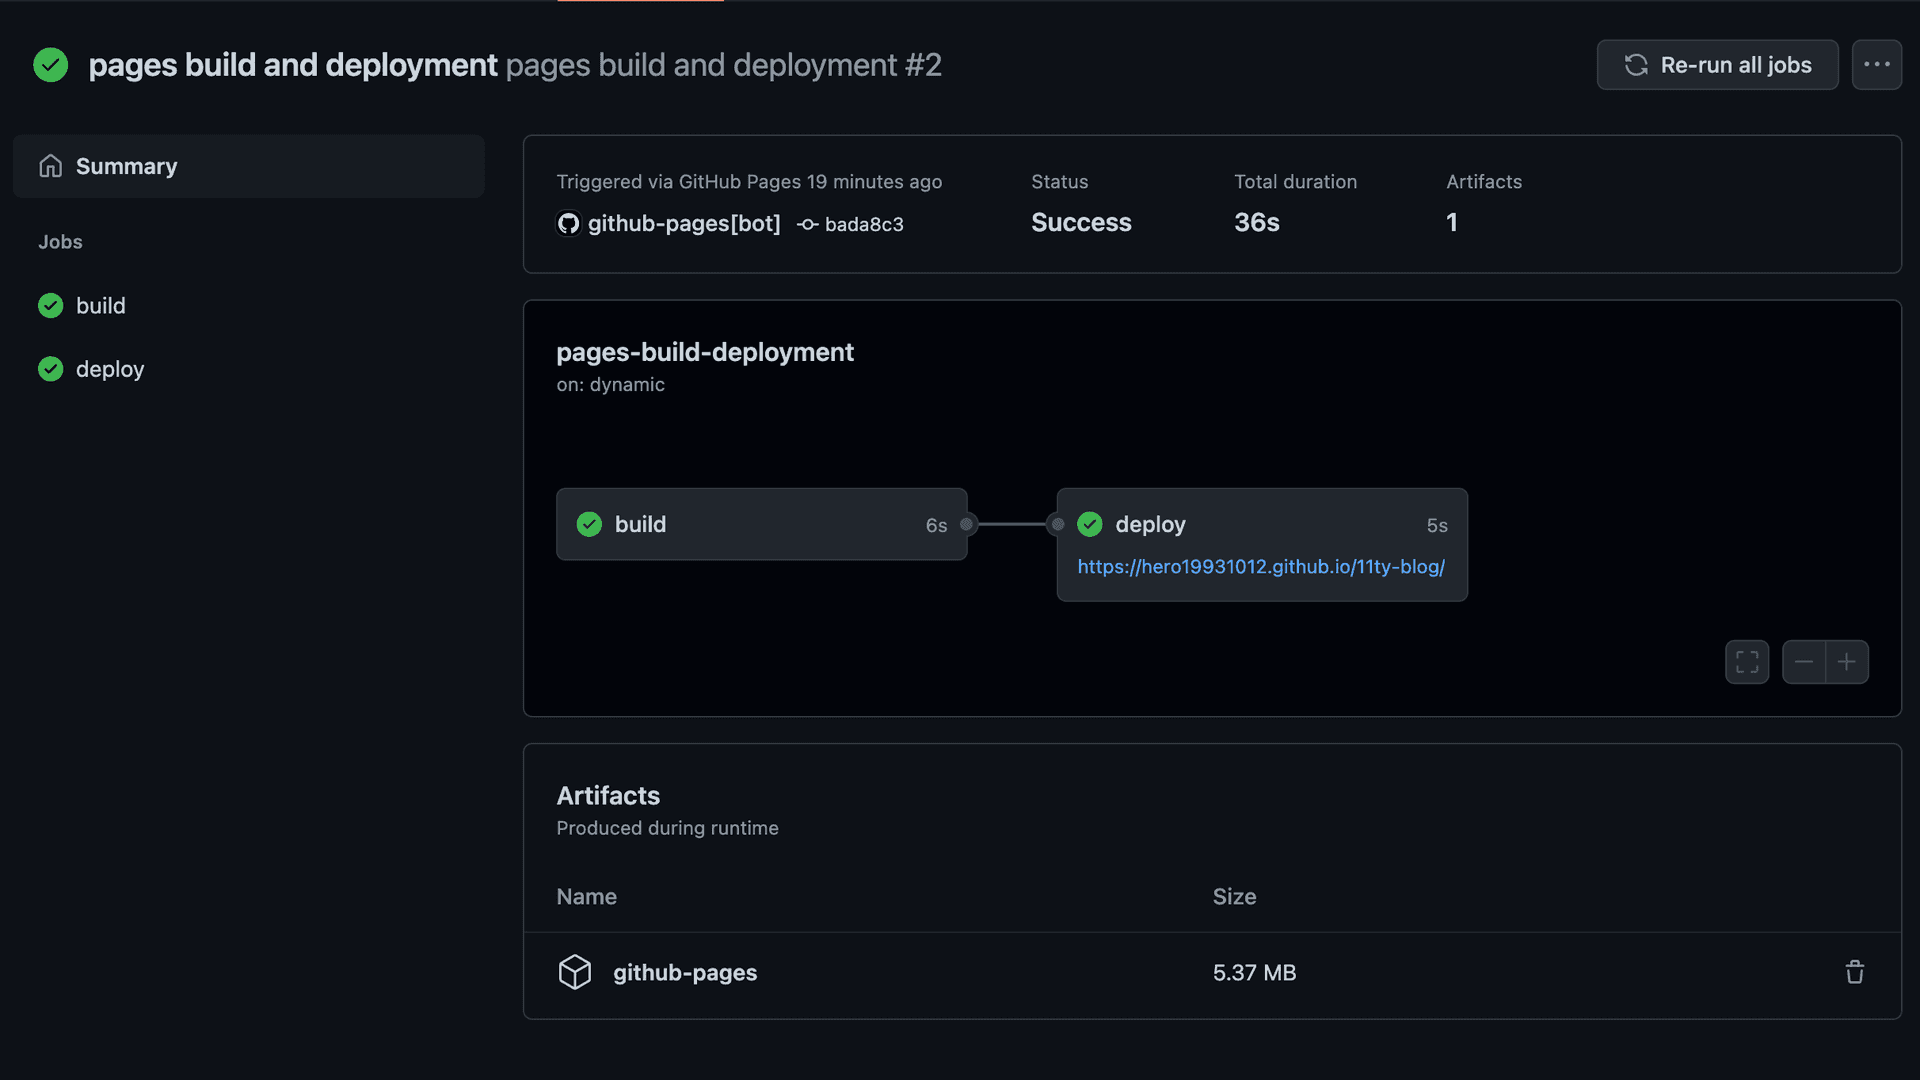 pages build and deployment pages build and deployment #2
Re-run all jobs
Summary
Jobs
build
deploy
Triggered via GitHub Pages 19 minutes ago
github-pages[bot] bada8c3
Status
Success
Total duration
36s
Artifacts
1
pages-build-deployment
on: dynamic
build 6s
deploy 5s
https://hero19931012.github.io/11ty-blog/
Artifacts
Produced during runtime
Name Size
github-pages 5.37 MB